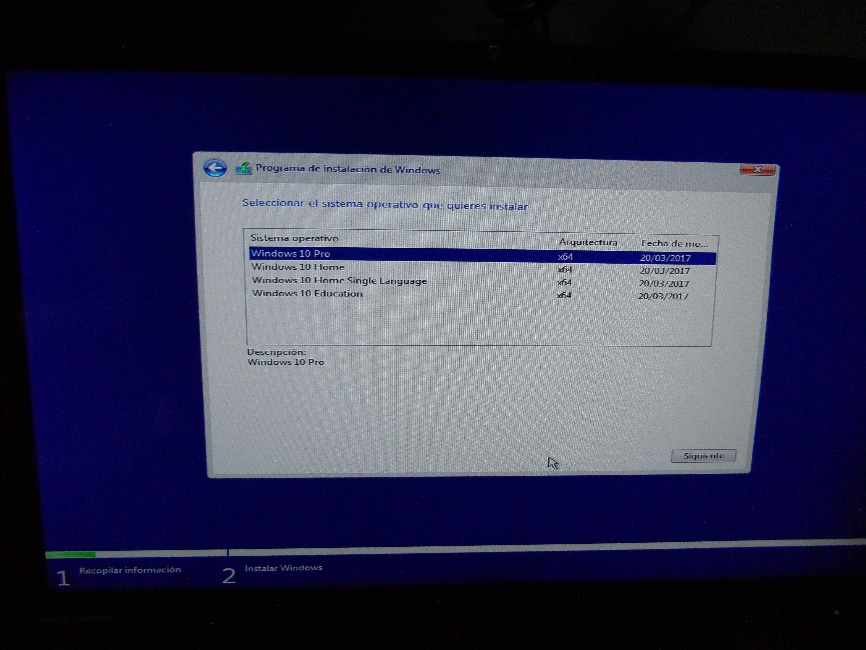 Programa de instalación de Windows
Seleccionar el sistema operativo que quieres instalar
Sistema operativo Arquitectura Fecha de mo...
Windows 10 Pro x64 20/03/2017
Windows 10 Home x64 20/03/2017
Windows 10 Home Single Language x64 20/03/2017
Windows 10 Education x64 20/03/2017
Descripción:
Windows 10 Pro
Siguiente
1 Recopilar información
2 Instalar Windows